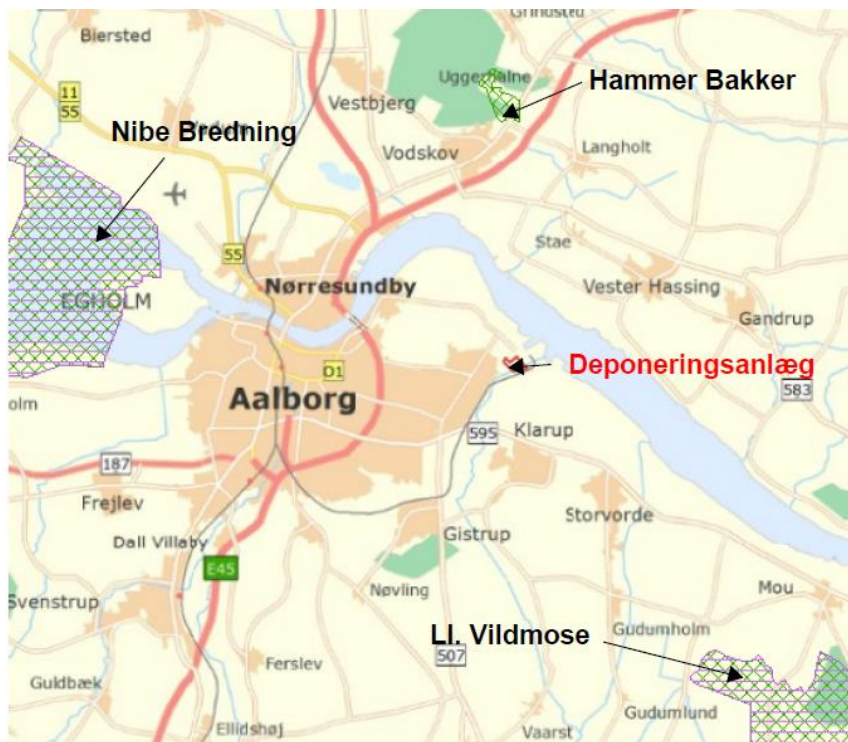 Grindsted
Biersted
11
55
Uggerhalne
Hammer Bakker
Vestbjerg
Nibe Bredning
Vodskov
Langholt
55
Stae
Nørresundby
Vester Hassing
EGHOLM
Gandrup
Deponeringsanlæg
O1
Aalborg
583
595
Klarup
187
Frejlev
Storvorde
Gistrup
Dall Villaby
E45
Nøvling
Mou
Svenstrup
Ll. Vildmose
Gudumholm
507
Ferslev
Guldbæk
Gudumlund
Ellidshøj
Vaarst